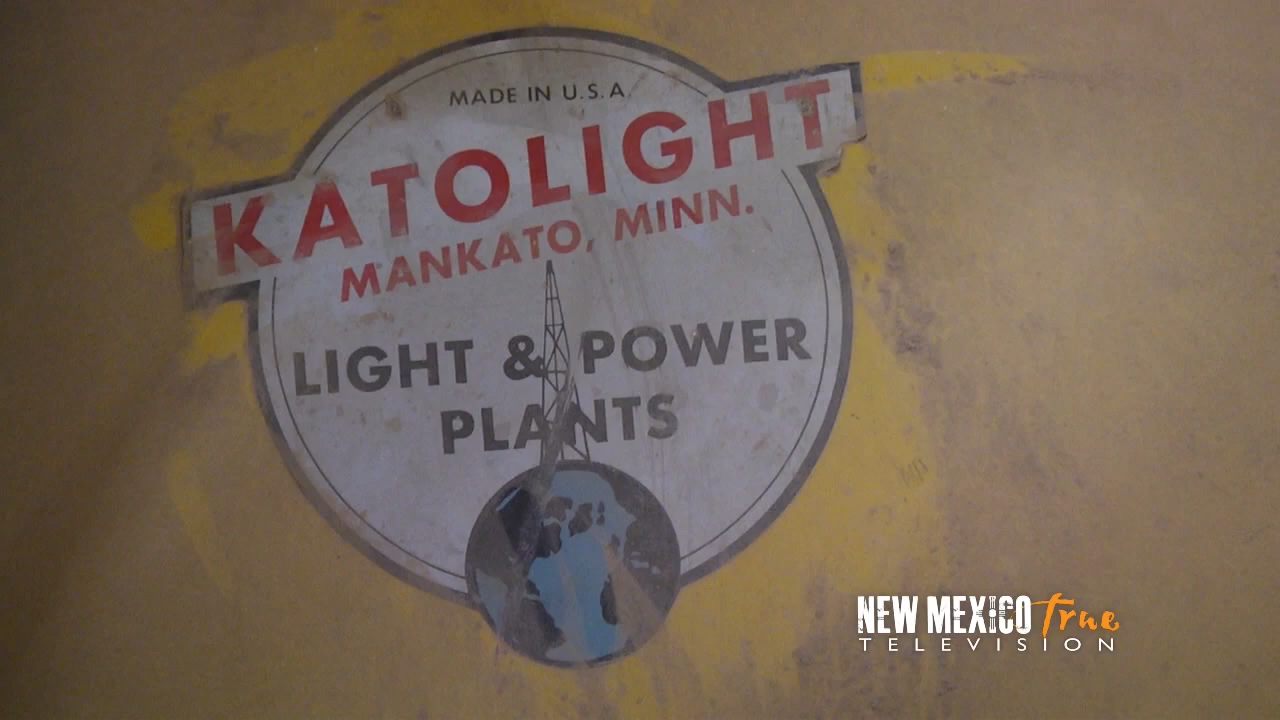 MADE IN U.S.A.
KATOLIGHT
MANKATO, MINN.
LIGHT & POWER
PLANTS
NEW MEXICO True
TELEVISION